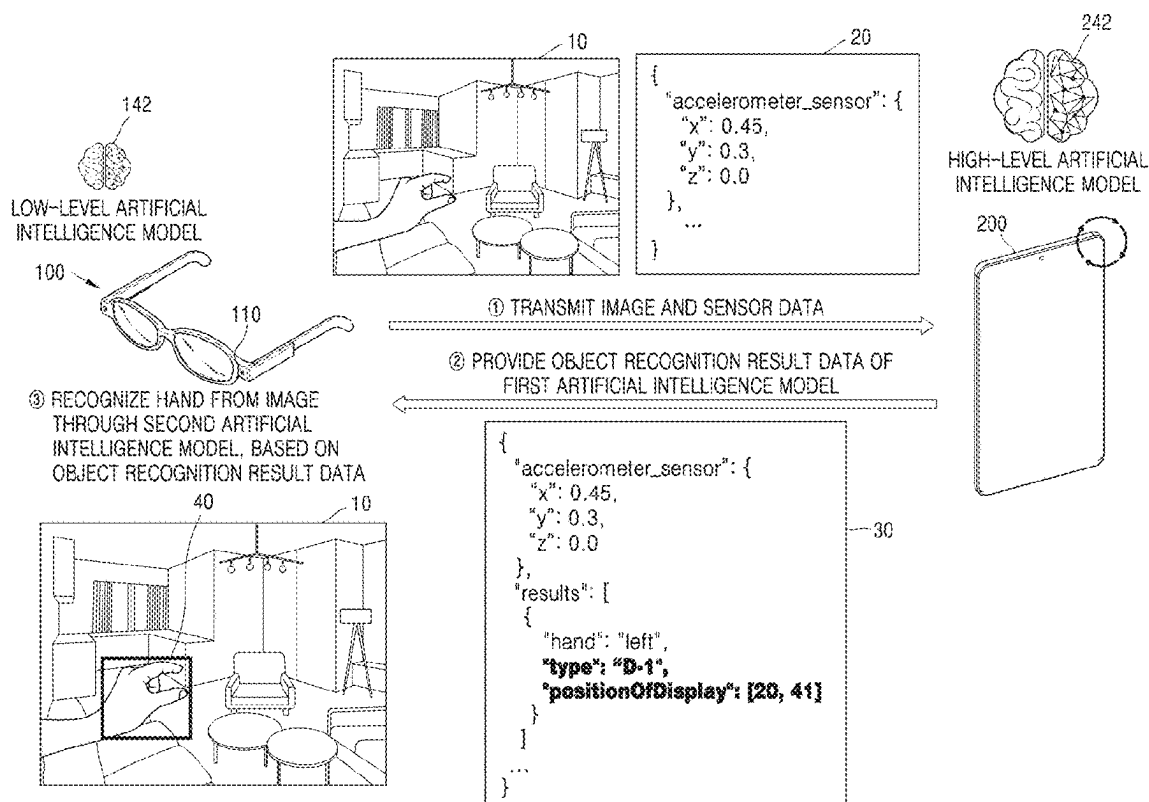 10
20
242
142
LOW-LEVEL ARTIFICIAL
INTELLIGENCE MODEL
{
"accelerometer_sensor": {
"x": 0.45,
"y": 0.3,
"z": 0.0
},
...
}
HIGH-LEVEL ARTIFICIAL
INTELLIGENCE MODEL
200
100
110
① TRANSMIT IMAGE AND SENSOR DATA
② PROVIDE OBJECT RECOGNITION RESULT DATA OF
FIRST ARTIFICIAL INTELLIGENCE MODEL
③ RECOGNIZE HAND FROM IMAGE
THROUGH SECOND ARTIFICIAL
INTELLIGENCE MODEL, BASED ON
OBJECT RECOGNITION RESULT DATA
40
10
{
"accelerometer_sensor": {
"x": 0.45,
"y": 0.3,
"z": 0.0
},
"results": [
{
"hand": "left",
"type": "D-1",
"positionOfDisplay": [20, 41]
}
]
...
}
30